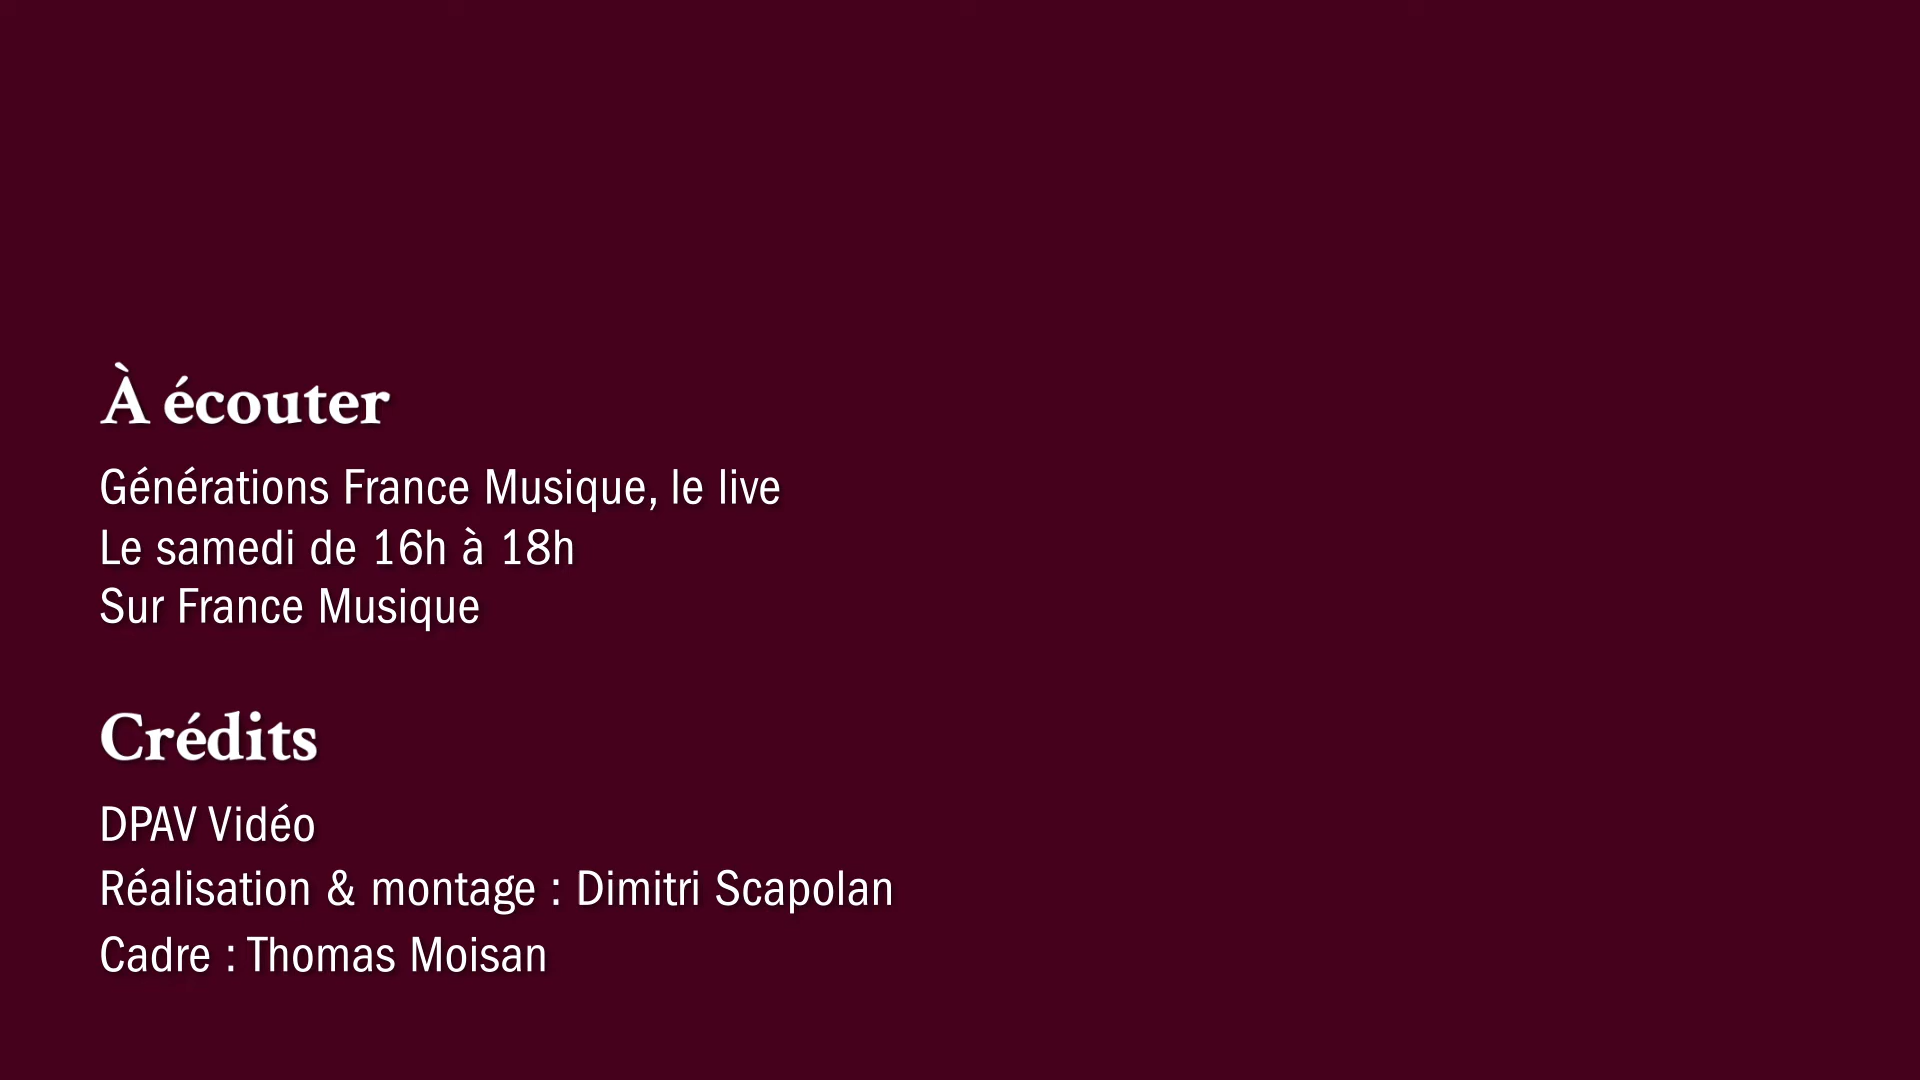 À écouter
Générations France Musique, le live
Le samedi de 16h à 18h
Sur France Musique
Crédits
DPAV Vidéo
Réalisation & montage : Dimitri Scapolan
Cadre : Thomas Moisan